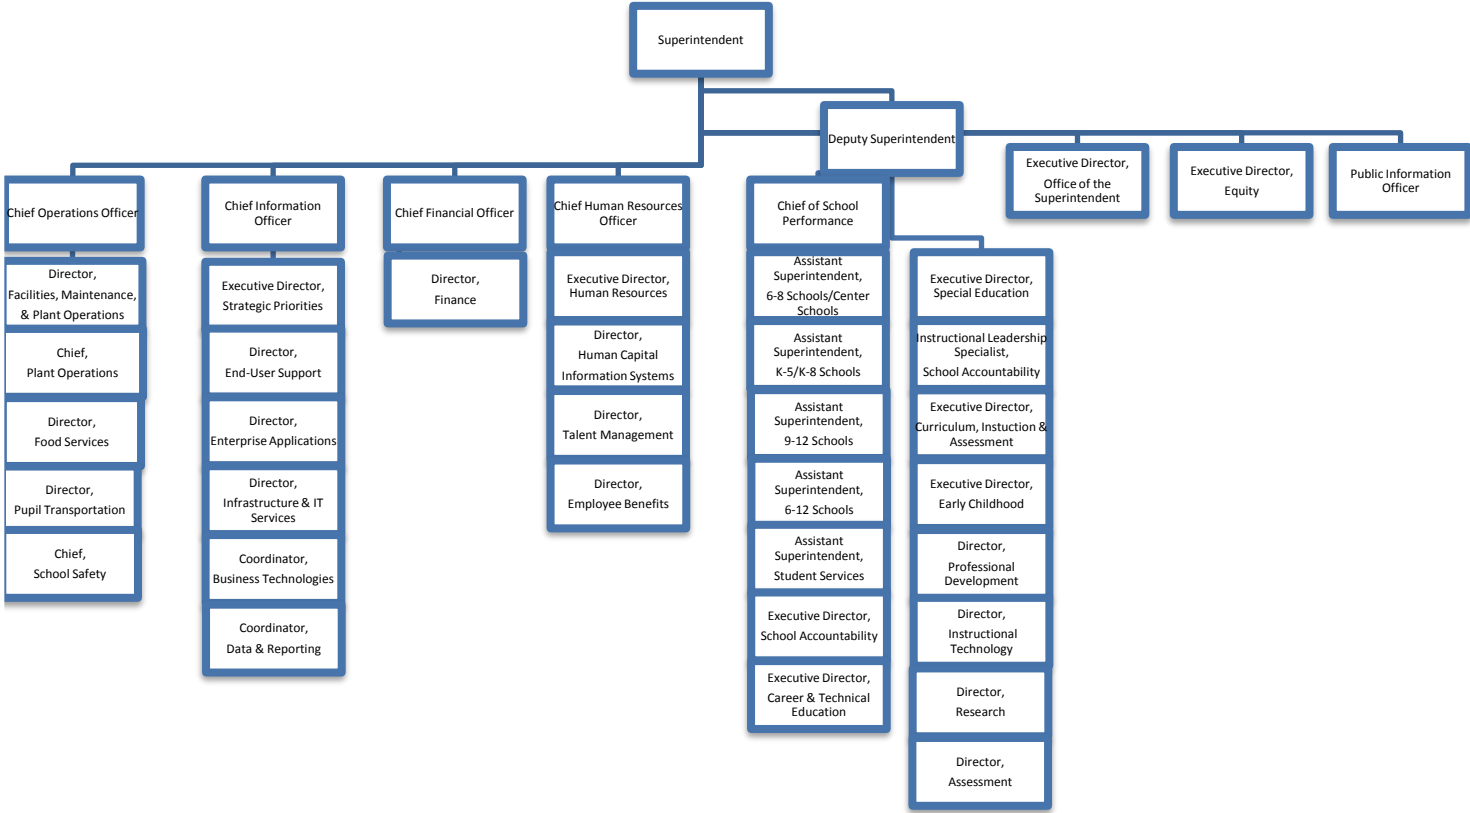 Superintendent
Deputy Superintendent
Executive Director,
Office of the
Superintendent
Executive Director,
Equity
Public Information
Officer
Chief Operations Officer
Chief Information
Officer
Chief Financial Officer
Chief Human Resources
Officer
Chief of School
Performance
Director,
Facilities, Maintenance,
& Plant Operations
Chief,
Plant Operations
Director,
Food Services
Director,
Pupil Transportation
Chief,
School Safety
Executive Director,
Strategic Priorities
Director,
End-User Support
Director,
Enterprise Applications
Director,
Infrastructure & IT
Services
Coordinator,
Business Technologies
Coordinator,
Data & Reporting
Director,
Finance
Executive Director,
Human Resources
Director,
Human Capital
Information Systems
Director,
Talent Management
Director,
Employee Benefits
Assistant
Superintendent,
6-8 Schools/Center
Schools
Assistant
Superintendent,
K-5/K-8 Schools
Assistant
Superintendent,
9-12 Schools
Assistant
Superintendent,
6-12 Schools
Assistant
Superintendent,
Student Services
Executive Director,
School Accountability
Executive Director,
Career & Technical
Education
Executive Director,
Special Education
Instructional Leadership
Specialist,
School Accountability
Executive Director,
Curriculum, Instuction &
Assessment
Executive Director,
Early Childhood
Director,
Professional
Development
Director,
Instructional
Technology
Director,
Research
Director,
Assessment